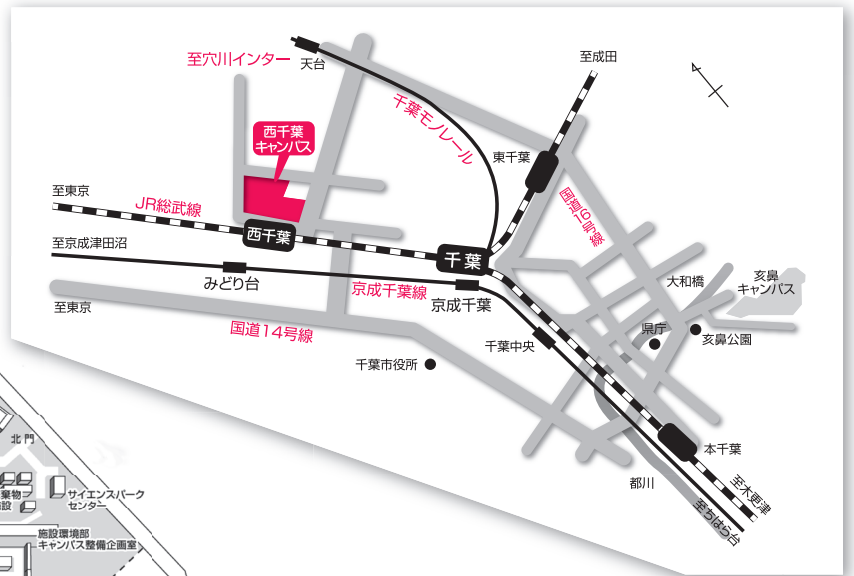 至成田
至穴川インター
天台
千葉モノレール
西千葉
キャンパス
東千葉
国道16号線
至東京
JR総武線
西千葉
千葉
至京成津田沼
みどり台
京成千葉線
京成千葉
大和橋
亥鼻
キャンパス
至東京
国道14号線
県庁
亥鼻公園
千葉中央
千葉市役所
本千葉
都川
至木更津
至ちはら台
北門
棄物
設
サイエンスパーク
センター
施設環境部
キャンパス整備企画室